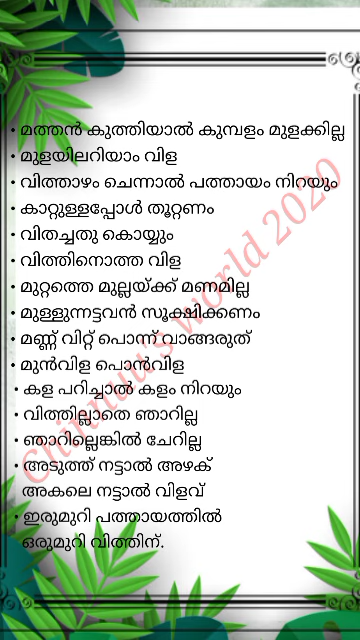 • മത്തൻ കുത്തിയാൽ കുമ്പളം മുളക്കില്ല
• മുളയിലറിയാം വിള
• വിത്താഴം ചെന്നാൽ പത്തായം നിറയും
• കാറ്റുള്ളപ്പോൾ തൂറ്റണം
• വിതച്ചതു കൊയ്യും
• വിത്തിനൊത്ത വിള
• മുറ്റത്തെ മുല്ലയ്ക്ക് മണമില്ല
• മുള്ളുന്നട്ടവൻ സൂക്ഷിക്കണം
• മണ്ണ് വിറ്റ് പൊന്ന് വാങ്ങരുത്
• മുൻവിള പൊൻവിള
• കള പറിച്ചാൽ കളം നിറയും
• വിത്തില്ലാതെ ഞാറില്ല
• ഞാറില്ലെങ്കിൽ ചേറില്ല
• അടുത്ത് നട്ടാൽ അഴക്
അകലെ നട്ടാൽ വിളവ്
• ഇരുമുറി പത്തായത്തിൽ
ഒരുമുറി വിത്തിന്.
world 2020